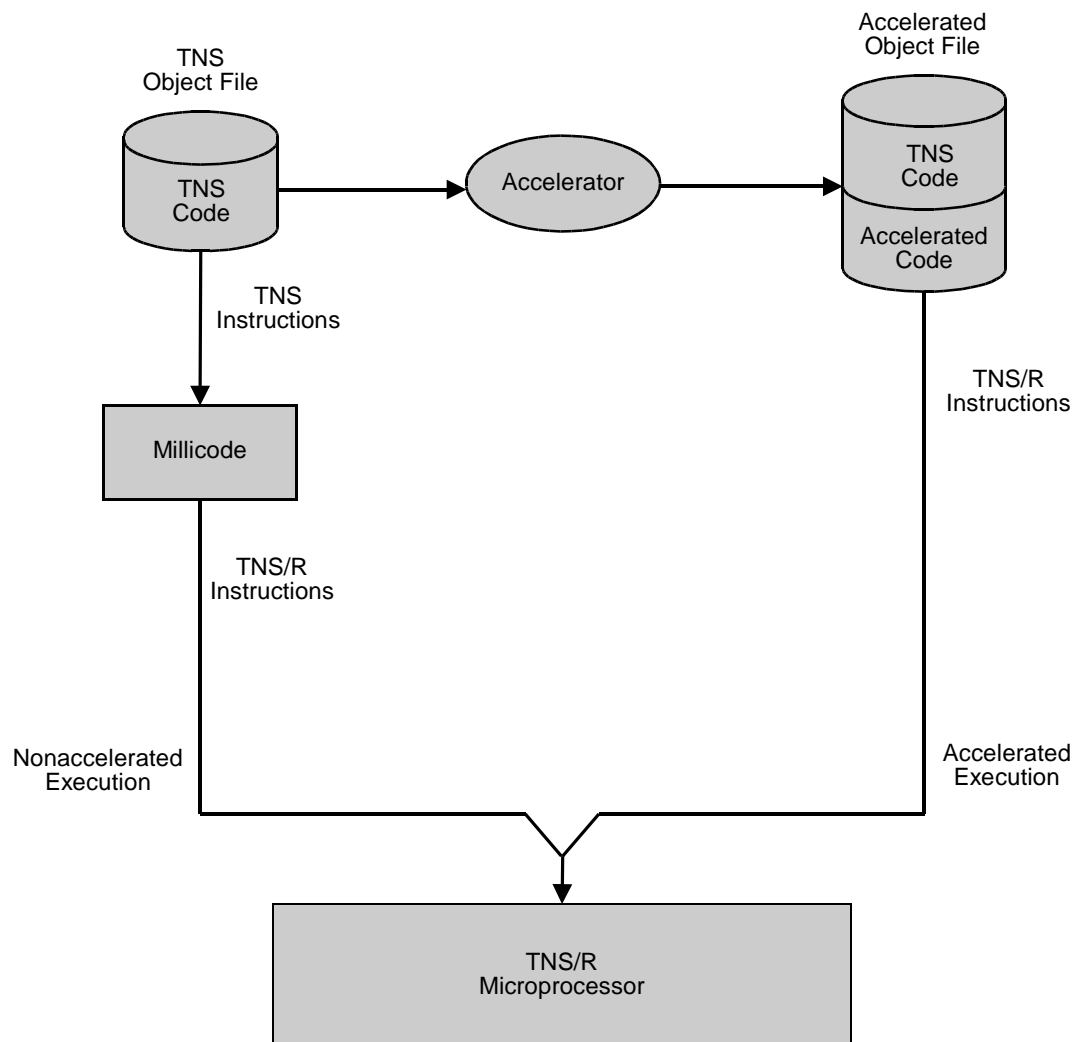 TNS
Object File
Accelerated
Object File
TNS
Code
Accelerator
TNS
Code
Accelerated
Code
TNS
Instructions
TNS/R
Instructions
Millicode
TNS/R
Instructions
Nonaccelerated
Execution
Accelerated
Execution
TNS/R
Microprocessor